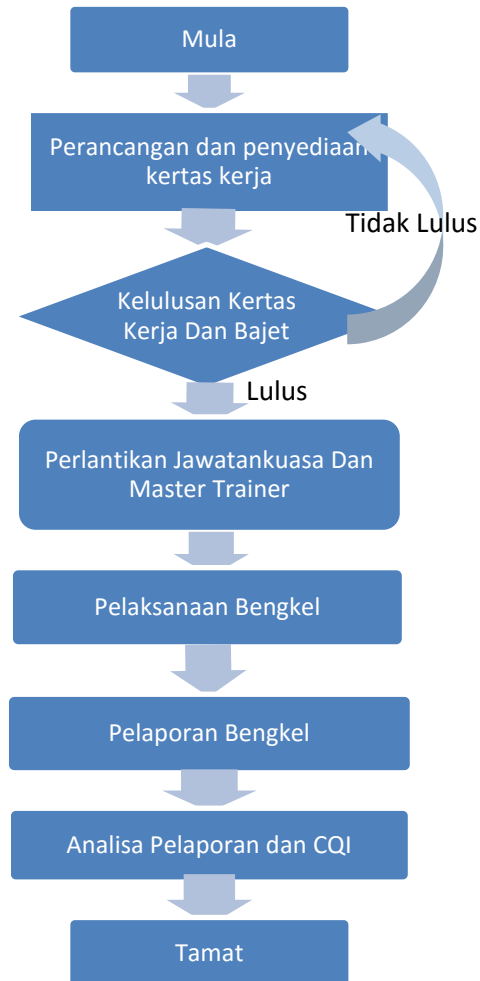 Mula
Perancangan dan penyediaan
kertas kerja
Tidak Lulus
Kelulusan Kertas
Kerja Dan Bajet
Lulus
Perlantikan Jawatankuasa Dan
Master Trainer
Pelaksanaan Bengkel
Pelaporan Bengkel
Analisa Pelaporan dan CQI
Tamat